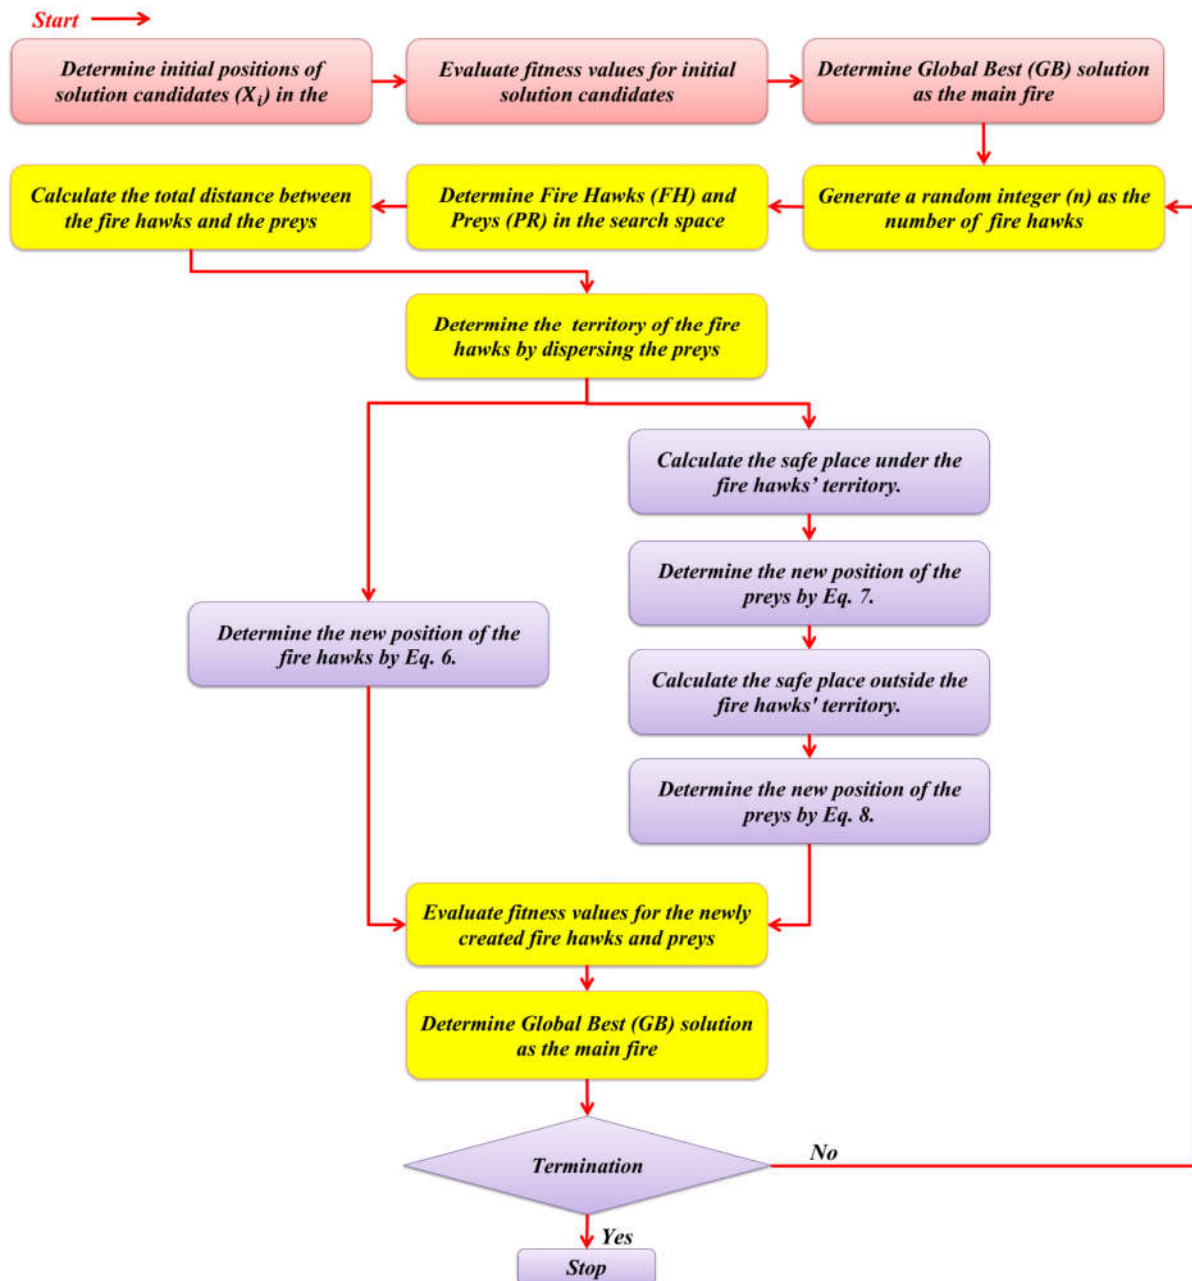 Start
Determine initial positions of
solution candidates (Xi) in the
Evaluate fitness values for initial
solution candidates
Determine Global Best (GB) solution
as the main fire
Generate a random integer (n) as the
number of fire hawks
Determine Fire Hawks (FH) and
Preys (PR) in the search space
Calculate the total distance between
the fire hawks and the preys
Determine the territory of the fire
hawks by dispersing the preys
Determine the new position of the
fire hawks by Eq. 6.
Calculate the safe place under the
fire hawks’ territory.
Determine the new position of the
preys by Eq. 7.
Calculate the safe place outside the
fire hawks' territory.
Determine the new position of the
preys by Eq. 8.
Evaluate fitness values for the newly
created fire hawks and preys
Determine Global Best (GB) solution
as the main fire
Termination
No
Yes
Stop